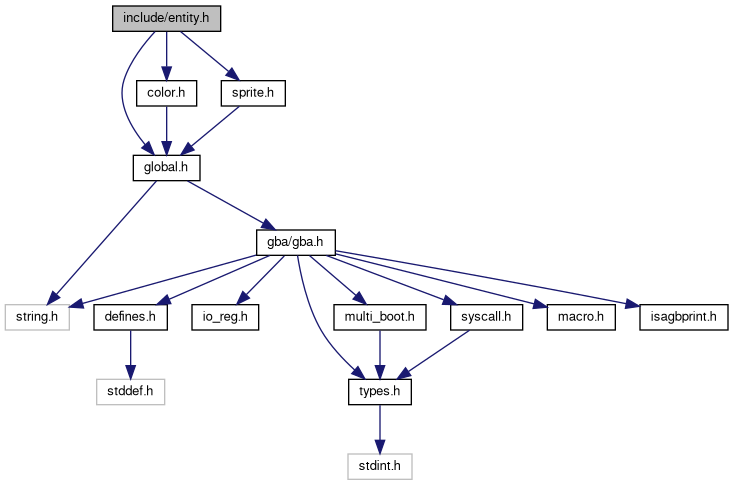 include/entity.h
color.h
sprite.h
global.h
gba/gba.h
string.h
defines.h
io_reg.h
multi_boot.h
syscall.h
macro.h
isagbprint.h
stddef.h
types.h
stdint.h